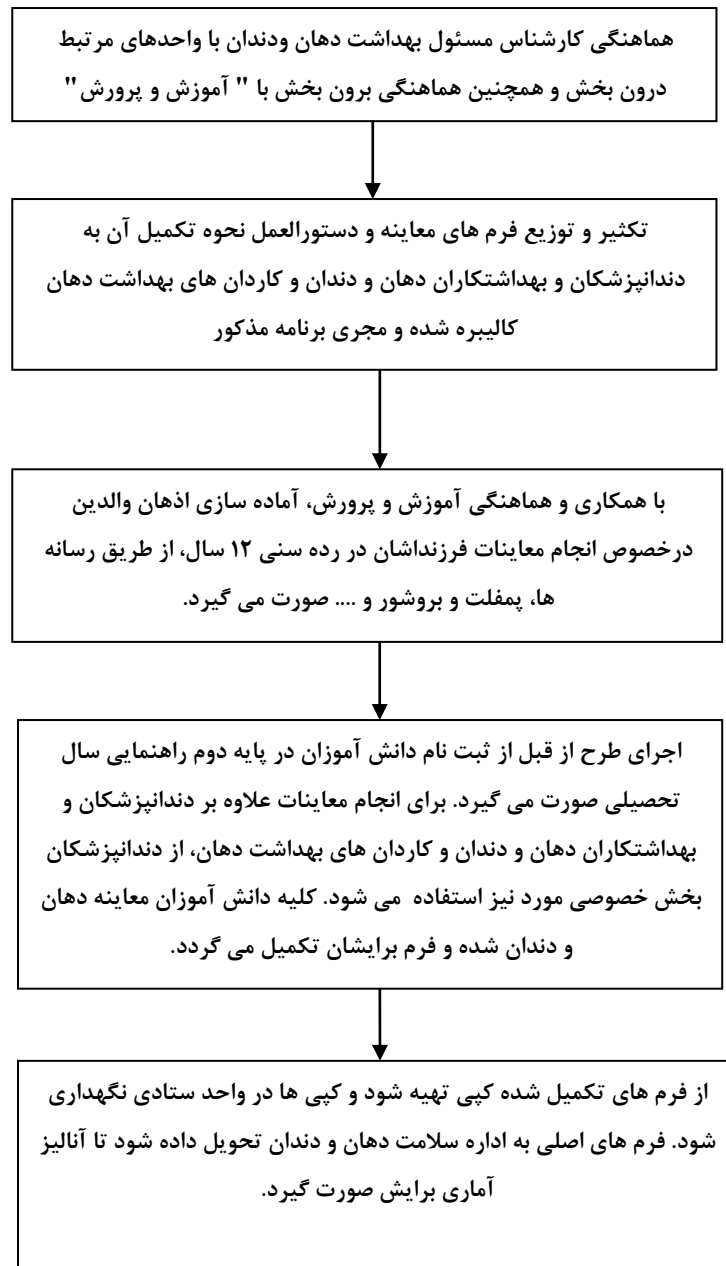 هماهنگی کارشناس مسئول بهداشت دهان ودندان با واحدهای مرتبط
درون بخش و همچنین هماهنگی برون بخش با " آموزش و پرورش"
تکثیر و توزیع فرم های معاینه و دستورالعمل نحوه تکمیل آن به
دندانپزشکان و بهداشتکاران دهان و دندان و کاردان های بهداشت دهان
کالیبره شده و مجری برنامه مذکور
با همکاری و هماهنگی آموزش و پرورش، آماده سازی اذهان والدین
درخصوص انجام معاینات فرزنداشان در رده سنی ۱۲ سال، از طریق رسانه
ها، پمفلت و بروشور و .... صورت می گیرد.
اجرای طرح از قبل از ثبت نام دانش آموزان در پایه دوم راهنمایی سال
تحصیلی صورت می گیرد. برای انجام معاینات علاوه بر دندانپزشکان و
بهداشتکاران دهان و دندان و کاردان های بهداشت دهان، از دندانپزشکان
بخش خصوصی مورد نیز استفاده می شود. کلیه دانش آموزان معاینه دهان
و دندان شده و فرم برایشان تکمیل می گردد.
از فرم های تکمیل شده کپی تهیه شود و کپی ها در واحد ستادی نگهداری
شود. فرم های اصلی به اداره سلامت دهان و دندان تحویل داده شود تا آنالیز
آماری برایش صورت گیرد.